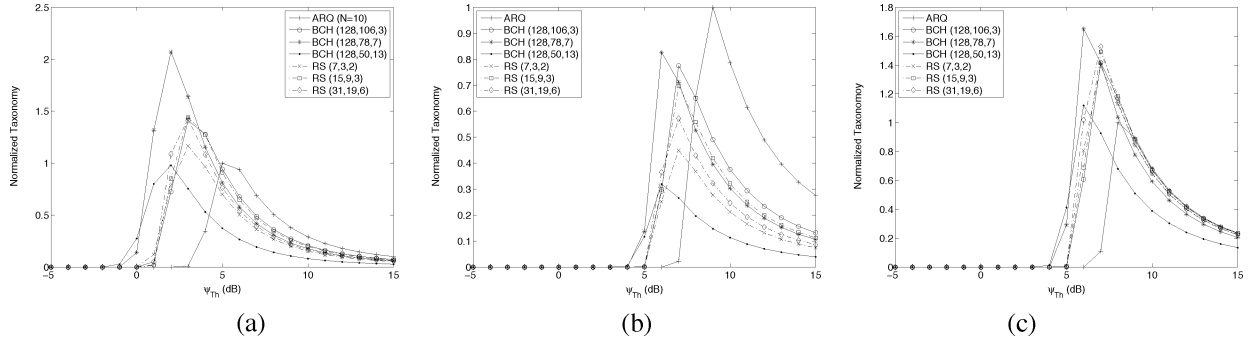 Normalized Taxonomy
2.5
2
1.5
1
0.5
0
-5
0
5
10
15
ψTh (dB)
ARQ (N=10)
BCH (128,106,3)
BCH (128,78,7)
BCH (128,50,13)
RS (7,3,2)
RS (15,9,3)
RS (31,19,6)
(a)
Normalized Taxonomy
1
0.9
0.8
0.7
0.6
0.5
0.4
0.3
0.2
0.1
0
-5
0
5
10
15
ψTh (dB)
ARQ
BCH (128,106,3)
BCH (128,78,7)
BCH (128,50,13)
RS (7,3,2)
RS (15,9,3)
RS (31,19,6)
(b)
Normalized Taxonomy
1.8
1.6
1.4
1.2
1
0.8
0.6
0.4
0.2
0
-5
0
5
10
15
ψTh (dB)
ARQ
BCH (128,106,3)
BCH (128,78,7)
BCH (128,50,13)
RS (7,3,2)
RS (15,9,3)
RS (31,19,6)
(c)